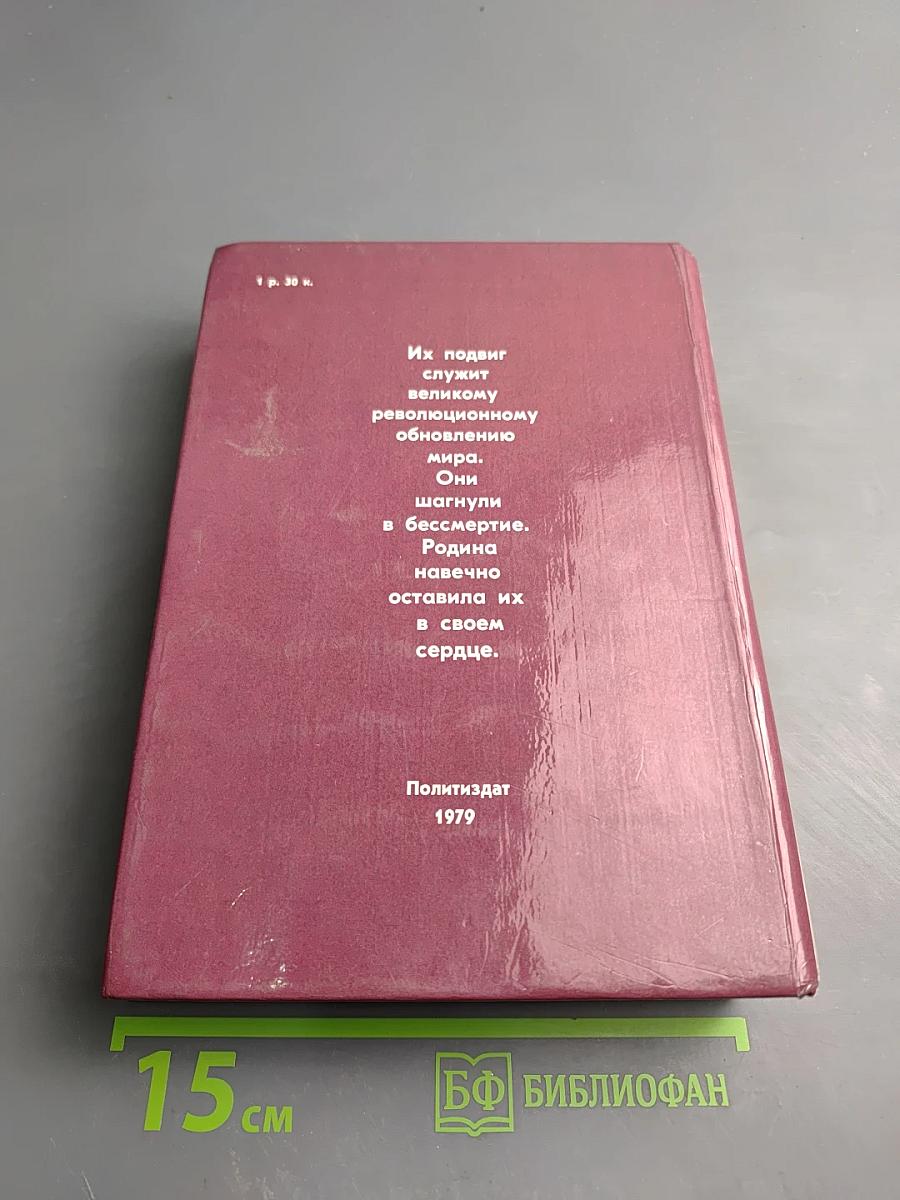 1 р. 30 к.
Их подвиг
служит
великому
революционному
обновлению
мира.
Они
шагнули
в бессмертие.
Родина
навечно
оставила их
в своем
сердце.
Политиздат
1979
15 см
БФ БИБЛИОФАН